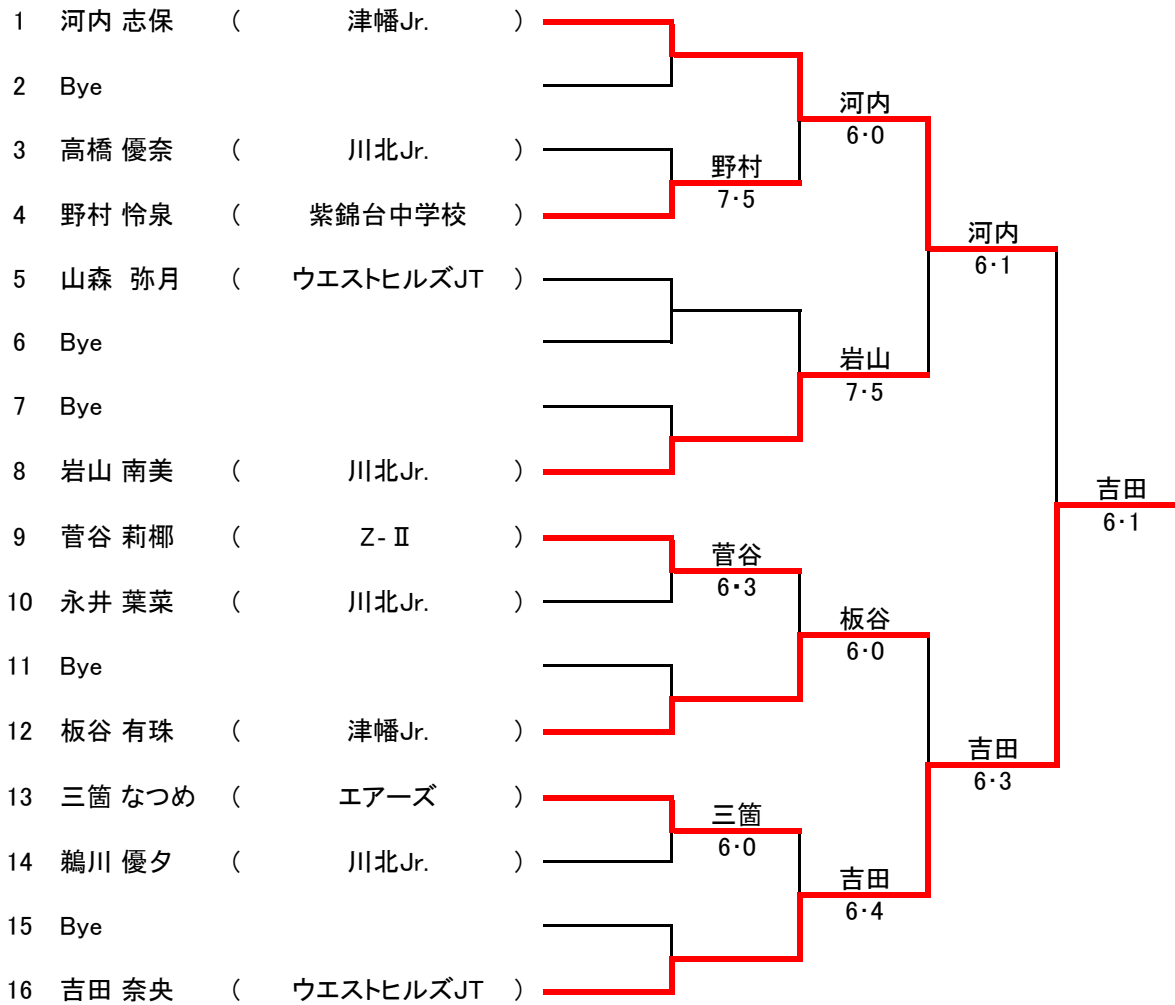 1 河内 志保 ( 津幡Jr. )
2 Bye
河内
6・0
3 高橋 優奈 ( 川北Jr. )
野村
7・5
4 野村 怜泉 ( 紫錦台中学校 )
河内
6・1
5 山森 弥月 ( ウエストヒルズJT )
6 Bye
岩山
7・5
7 Bye
8 岩山 南美 ( 川北Jr. )
吉田
6・1
9 菅谷 莉椰 ( Z-Ⅱ )
菅谷
6・3
10 永井 葉菜 ( 川北Jr. )
板谷
6・0
11 Bye
12 板谷 有珠 ( 津幡Jr. )
吉田
6・3
13 三箇 なつめ ( エアーズ )
三箇
6・0
14 鵜川 優夕 ( 川北Jr. )
吉田
6・4
15 Bye
16 吉田 奈央 ( ウエストヒルズJT )